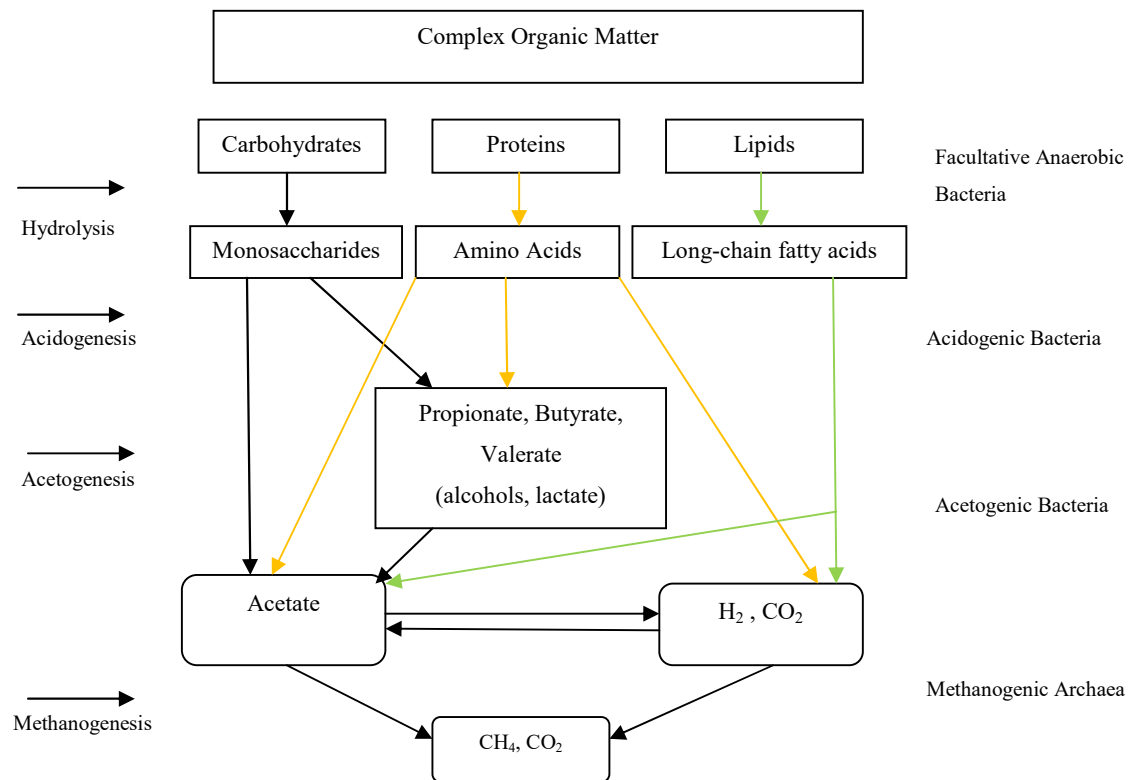 Complex Organic Matter
Carbohydrates
Proteins
Lipids
Facultative Anaerobic
Bacteria
Hydrolysis
Monosaccharides
Amino Acids
Long-chain fatty acids
Acidogenesis
Acidogenic Bacteria
Propionate, Butyrate,
Valerate
(alcohols, lactate)
Acetogenesis
Acetogenic Bacteria
Acetate
H₂ , CO₂
Methanogenic Archaea
Methanogenesis
CH₄, CO₂